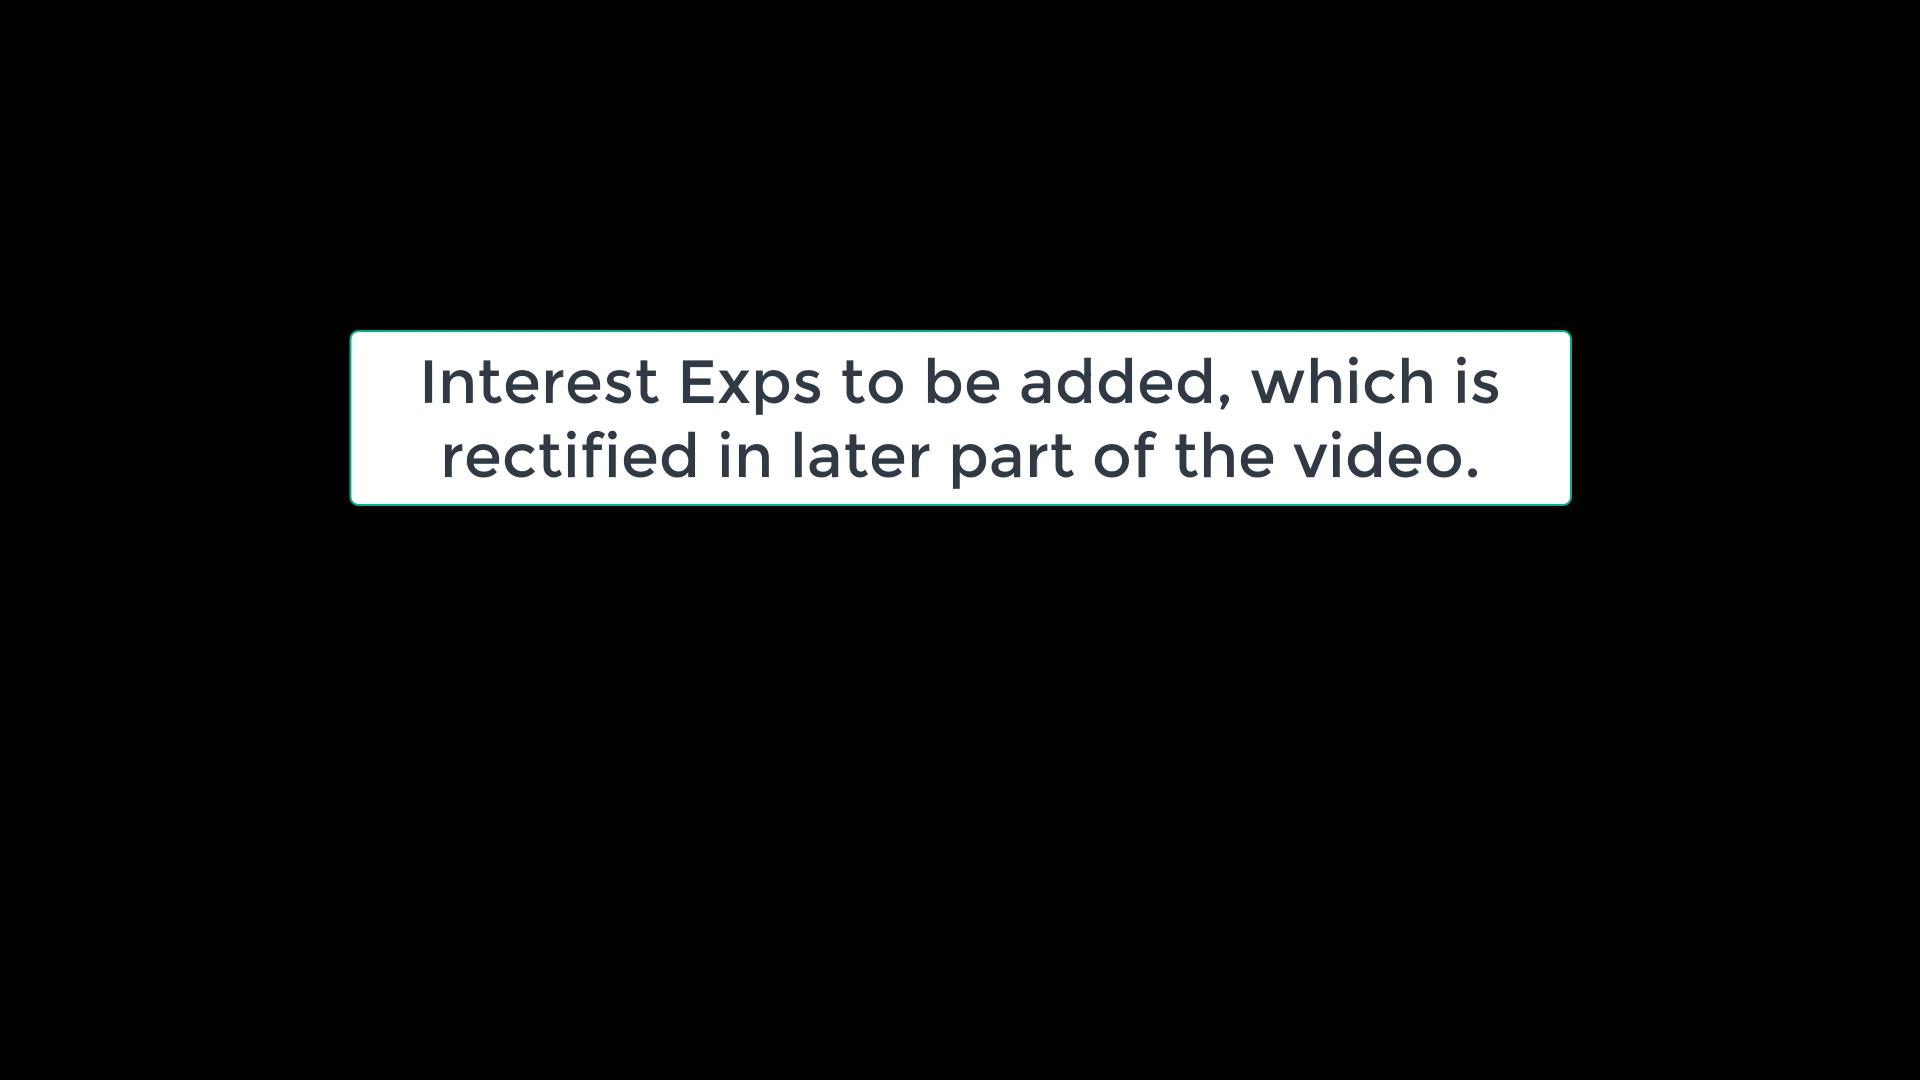 Interest Exps to be added, which is
rectified in later part of the video.